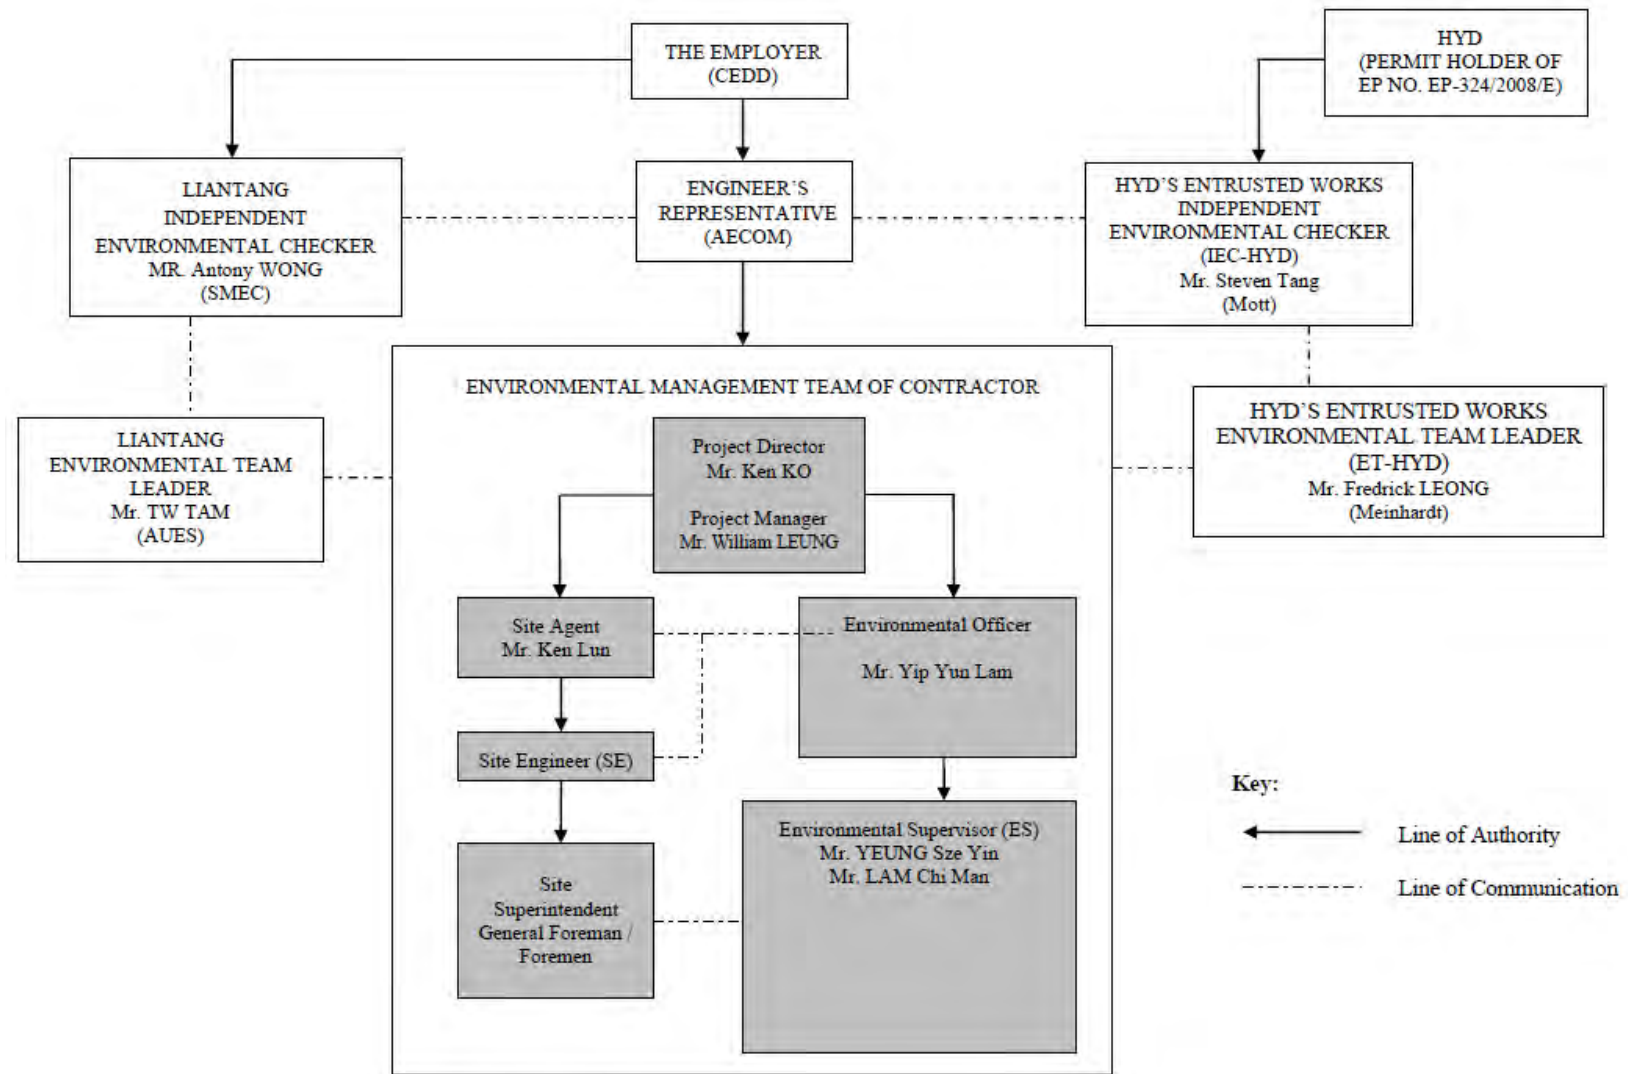 THE EMPLOYER
(CEDD)
HYD
(PERMIT HOLDER OF
EP NO. EP-324/2008/E)
LIANTANG
INDEPENDENT
ENVIRONMENTAL CHECKER
MR. Antony WONG
(SMEC)
ENGINEER’S
REPRESENTATIVE
(AECOM)
HYD’S ENTRUSTED WORKS
INDEPENDENT
ENVIRONMENTAL CHECKER
(IEC-HYD)
Mr. Steven Tang
(Mott)
LIANTANG
ENVIRONMENTAL TEAM
LEADER
Mr. TW TAM
(AUES)
ENVIRONMENTAL MANAGEMENT TEAM OF CONTRACTOR
HYD’S ENTRUSTED WORKS
ENVIRONMENTAL TEAM LEADER
(ET-HYD)
Mr. Fredrick LEONG
(Meinhardt)
Project Director
Mr. Ken KO
Project Manager
Mr. William LEUNG
Site Agent
Mr. Ken Lun
Environmental Officer
Mr. Yip Yun Lam
Site Engineer (SE)
Environmental Supervisor (ES)
Mr. YEUNG Sze Yin
Mr. LAM Chi Man
Site
Superintendent
General Foreman /
Foremen
Key:
Line of Authority
Line of Communication